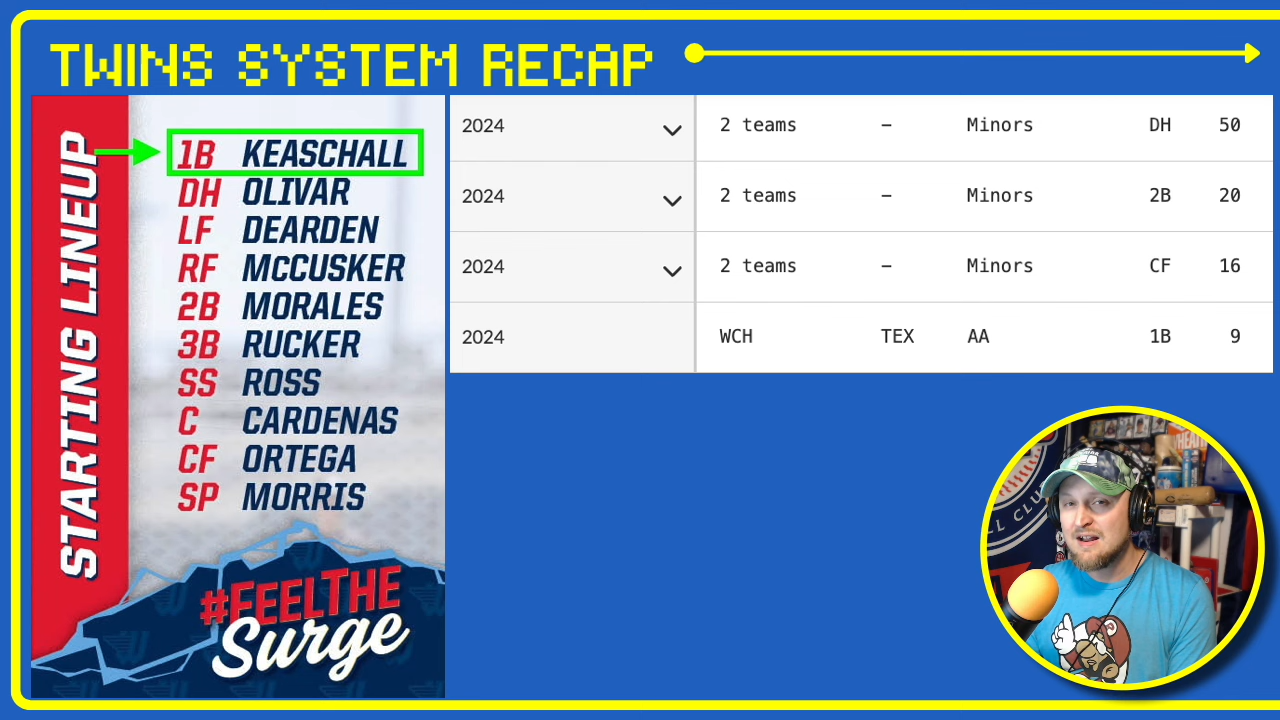 TWINS SYSTEM RECAP
STARTING LINEUP
1B KEASCHALL
DH OLIVAR
LF DEARDEN
RF McCUSKER
2B MORALES
3B RUCKER
SS ROSS
C CARDENAS
CF ORTEGA
SP MORRIS
#FEELTHE
Surge
2024 2 teams – Minors DH 50
2024 2 teams – Minors 2B 20
2024 2 teams – Minors CF 16
2024 WCH TEX AA 1B 9
L CLU